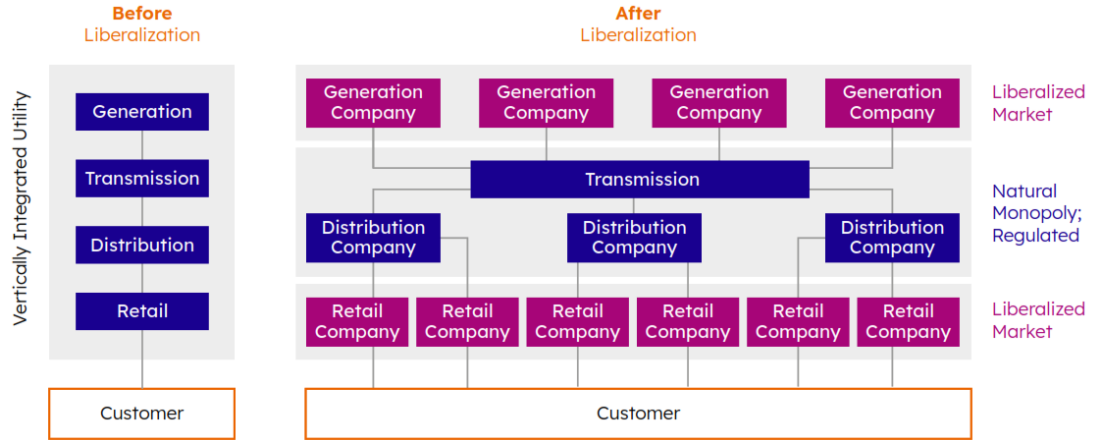 Before
Liberalization
After
Liberalization
Vertically Integrated Utility
Generation
Transmission
Distribution
Retail
Customer
Generation
Company
Generation
Company
Generation
Company
Generation
Company
Liberalized
Market
Transmission
Distribution
Company
Distribution
Company
Distribution
Company
Natural
Monopoly;
Regulated
Retail
Company
Retail
Company
Retail
Company
Retail
Company
Retail
Company
Retail
Company
Liberalized
Market
Customer